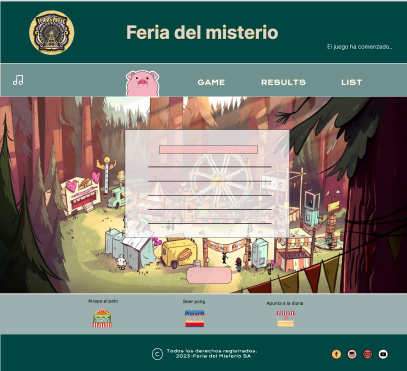 Feria del misterio
El juego ha comenzado..
GAME
RESULTS
LIST
Atrapa al pato
Beer pong
Apunta a la diana
Todos los derechos registrados.
2023-Feria del Misterio SA